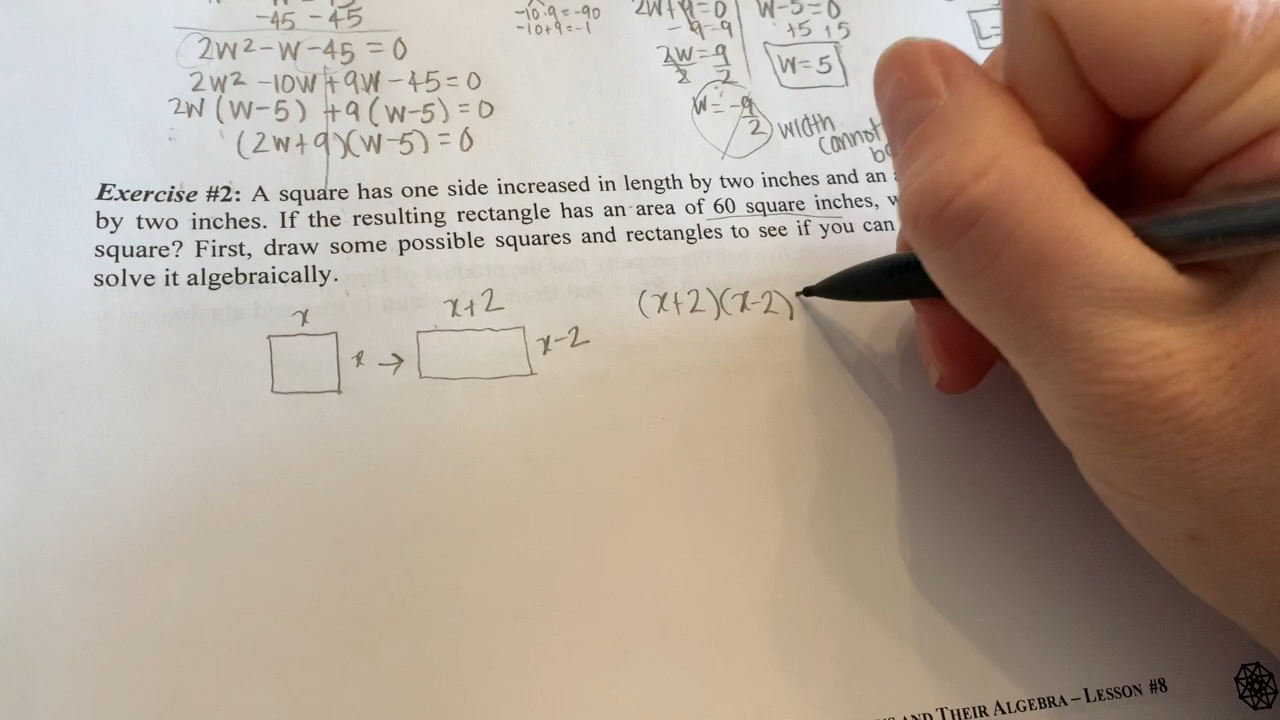 -45 -45
2W² - W - 45 = 0
2W² - 10W + 9W - 45 = 0
2W (W-5) + 9 (W-5) = 0
(2W+9)(W-5) = 0
-10·9 = -90
-10+9 = -1
2W+9=0
-9 -9
2W = 9
2 2
W = -9
2
W-5=0
+5 +5
W=5
L=
width
cannot
Exercise #2: A square has one side increased in length by two inches and an
by two inches. If the resulting rectangle has an area of 60 square inches,
square? First, draw some possible squares and rectangles to see if you can
solve it algebraically.
x
x →
x+2
x-2
(x+2)(x-2)
AND THEIR ALGEBRA – LESSON #8